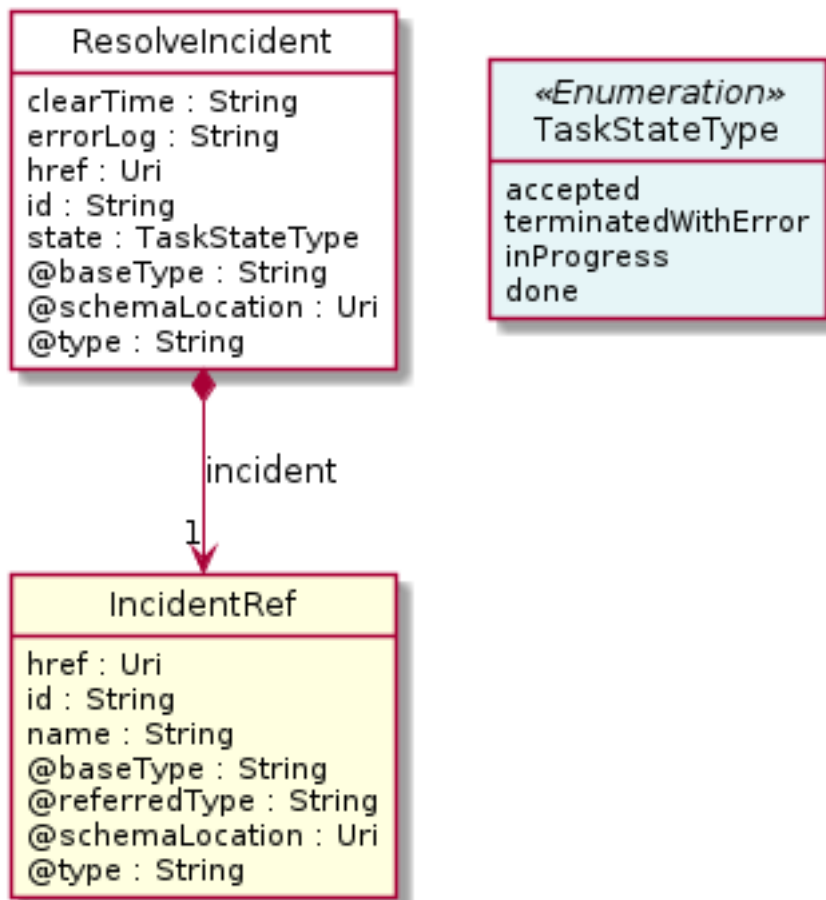 ResolveIncident
clearTime : String
errorLog : String
href : Uri
id : String
state : TaskStateType
@baseType : String
@schemaLocation : Uri
@type : String
«Enumeration»
TaskStateType
accepted
terminatedWithError
inProgress
done
incident
1
IncidentRef
href : Uri
id : String
name : String
@baseType : String
@referredType : String
@schemaLocation : Uri
@type : String